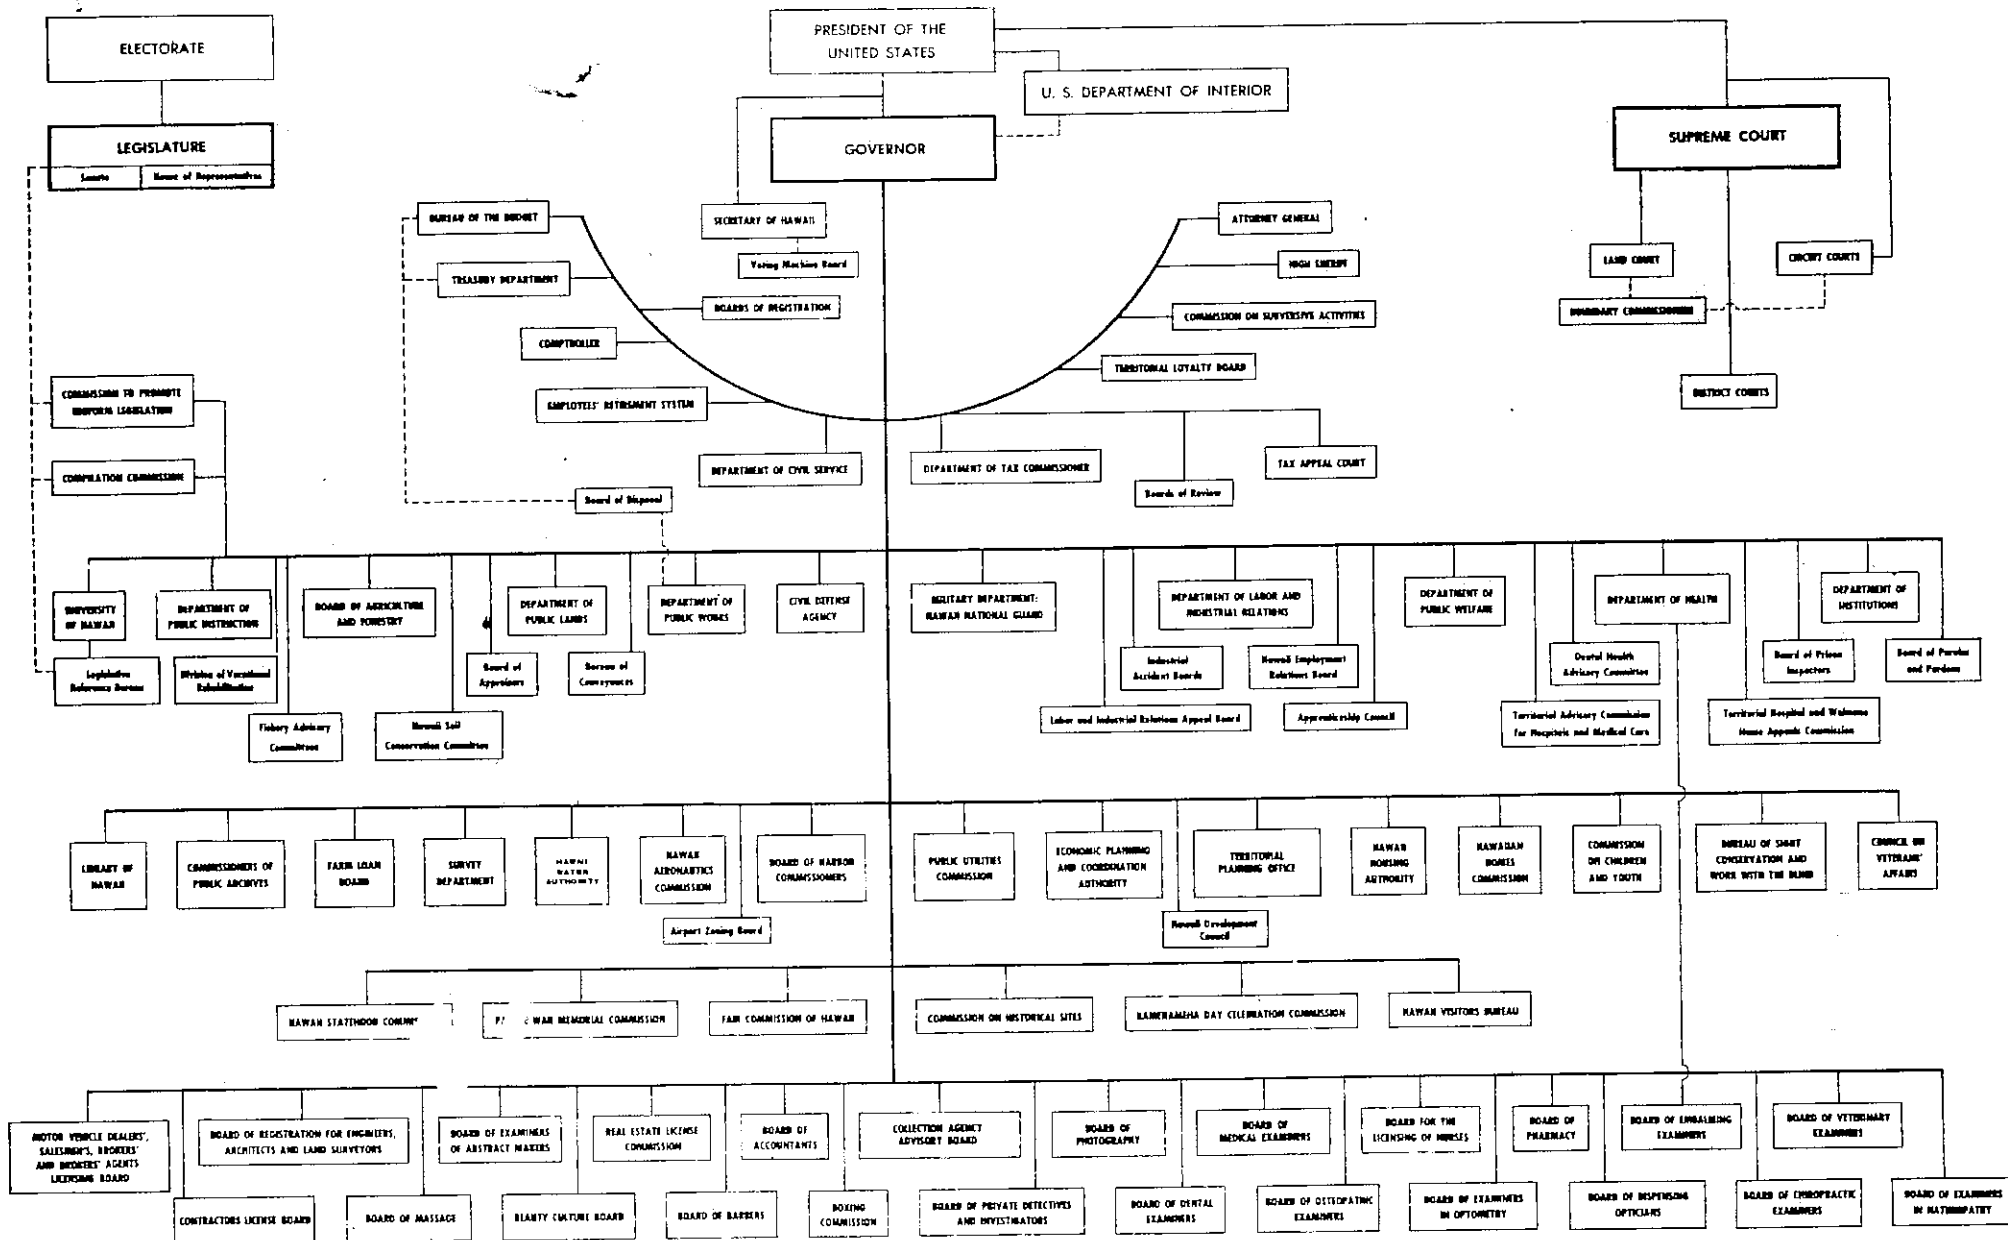 ELECTORATE
PRESIDENT OF THE
UNITED STATES
U. S. DEPARTMENT OF INTERIOR
LEGISLATURE
Senate
House of Representatives
GOVERNOR
SUPREME COURT
BUREAU OF THE BUDGET
SECRETARY OF HAWAII
ATTORNEY GENERAL
Voting Machine Board
HIGH SHERIFF
LAND COURT
CIRCUIT COURTS
TREASURY DEPARTMENT
BOARDS OF REGISTRATION
COMMISSION ON SUBVERSIVE ACTIVITIES
BOUNDARY COMMISSIONER
COMPTROLLER
TERRITORIAL LOYALTY BOARD
COMMISSION TO PROMOTE
UNIFORM LEGISLATION
EMPLOYEES' RETIREMENT SYSTEM
DISTRICT COURTS
COMPILATION COMMISSION
DEPARTMENT OF CIVIL SERVICE
DEPARTMENT OF TAX COMMISSIONER
TAX APPEAL COURT
Board of Disposal
Boards of Review
UNIVERSITY
OF HAWAII
DEPARTMENT OF
PUBLIC INSTRUCTION
BOARD OF AGRICULTURE
AND FORESTRY
DEPARTMENT OF
PUBLIC LANDS
DEPARTMENT OF
PUBLIC WORKS
CIVIL DEFENSE
AGENCY
MILITARY DEPARTMENT:
HAWAII NATIONAL GUARD
DEPARTMENT OF LABOR AND
INDUSTRIAL RELATIONS
DEPARTMENT OF
PUBLIC WELFARE
DEPARTMENT OF HEALTH
DEPARTMENT OF
INSTITUTIONS
Legislative
Reference Bureau
Division of Vocational
Rehabilitation
Board of
Appraisers
Bureau of
Conveyances
Industrial
Accident Boards
Hawaii Employment
Relations Board
Dental Health
Advisory Committee
Board of Prison
Inspectors
Board of Paroles
and Pardons
Fishery Advisory
Committees
Hawaii Soil
Conservation Committee
Labor and Industrial Relations Appeal Board
Apprenticeship Council
Territorial Advisory Commission
for Hospitals and Medical Care
Territorial Hospital and Waimano
Home Appeals Commission
LIBRARY OF
HAWAII
COMMISSIONERS OF
PUBLIC ARCHIVES
FARM LOAN
BOARD
SURVEY
DEPARTMENT
HAWAII
WATER
AUTHORITY
HAWAII
AERONAUTICS
COMMISSION
BOARD OF HARBOR
COMMISSIONERS
PUBLIC UTILITIES
COMMISSION
ECONOMIC PLANNING
AND COORDINATION
AUTHORITY
TERRITORIAL
PLANNING OFFICE
HAWAII
HOUSING
AUTHORITY
HAWAIIAN
HOMES
COMMISSION
COMMISSION
ON CHILDREN
AND YOUTH
BUREAU OF SIGHT
CONSERVATION AND
WORK WITH THE BLIND
COUNCIL ON
VETERANS'
AFFAIRS
Airport Zoning Board
Hawaii Development
Council
HAWAII STATEHOOD
WAR MEMORIAL COMMISSION
FAIR COMMISSION OF HAWAII
COMMISSION ON HISTORICAL SITES
KAMEHAMEHA DAY CELEBRATION COMMISSION
HAWAII VISITORS BUREAU
MOTOR VEHICLE DEALERS',
SALESMEN'S, BROKERS'
AND BROKERS' AGENTS
LICENSING BOARD
BOARD OF REGISTRATION FOR ENGINEERS,
ARCHITECTS AND LAND SURVEYORS
BOARD OF EXAMINERS
OF ABSTRACT MAKERS
REAL ESTATE LICENSE
COMMISSION
BOARD OF
ACCOUNTANTS
COLLECTION AGENCY
ADVISORY BOARD
BOARD OF
PHOTOGRAPHY
BOARD OF
MEDICAL EXAMINERS
BOARD FOR THE
LICENSING OF NURSES
BOARD OF
PHARMACY
BOARD OF EMBALMING
EXAMINERS
BOARD OF VETERINARY
EXAMINERS
CONTRACTORS LICENSE BOARD
BOARD OF MASSAGE
BEAUTY CULTURE BOARD
BOARD OF BARBERS
BOXING
COMMISSION
BOARD OF PRIVATE DETECTIVES
AND INVESTIGATORS
BOARD OF DENTAL
EXAMINERS
BOARD OF OSTEOPATHIC
EXAMINERS
BOARD OF EXAMINERS
IN OPTOMETRY
BOARD OF DISPENSING
OPTICIANS
BOARD OF CHIROPRACTIC
EXAMINERS
BOARD OF EXAMINERS
IN NATUROPATHY